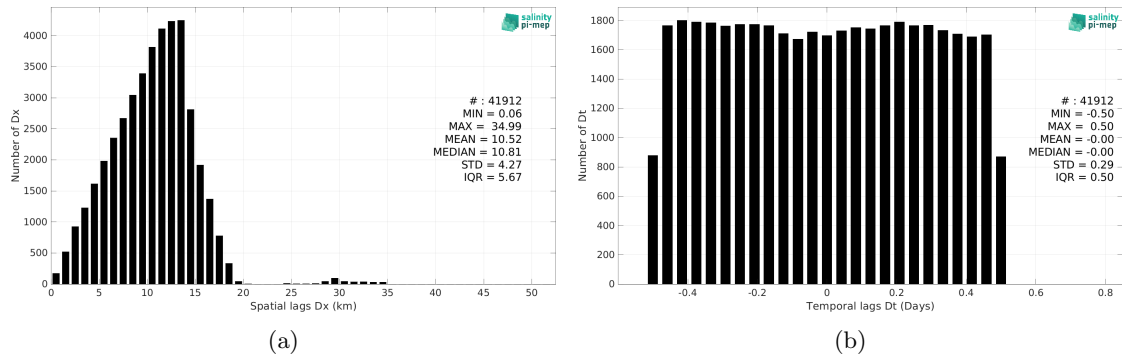 salinity
pi-mep
# : 41912
MIN = 0.06
MAX = 34.99
MEAN = 10.52
MEDIAN = 10.81
STD = 4.27
IQR = 5.67
Number of Dx
4000
3500
3000
2500
2000
1500
1000
500
0
0 5 10 15 20 25 30 35 40 45 50
Spatial lags Dx (km)
(a)
salinity
pi-mep
# : 41912
MIN = -0.50
MAX = 0.50
MEAN = -0.00
MEDIAN = -0.00
STD = 0.29
IQR = 0.50
Number of Dt
1800
1600
1400
1200
1000
800
600
400
200
0
-0.4 -0.2 0 0.2 0.4 0.6 0.8
Temporal lags Dt (Days)
(b)